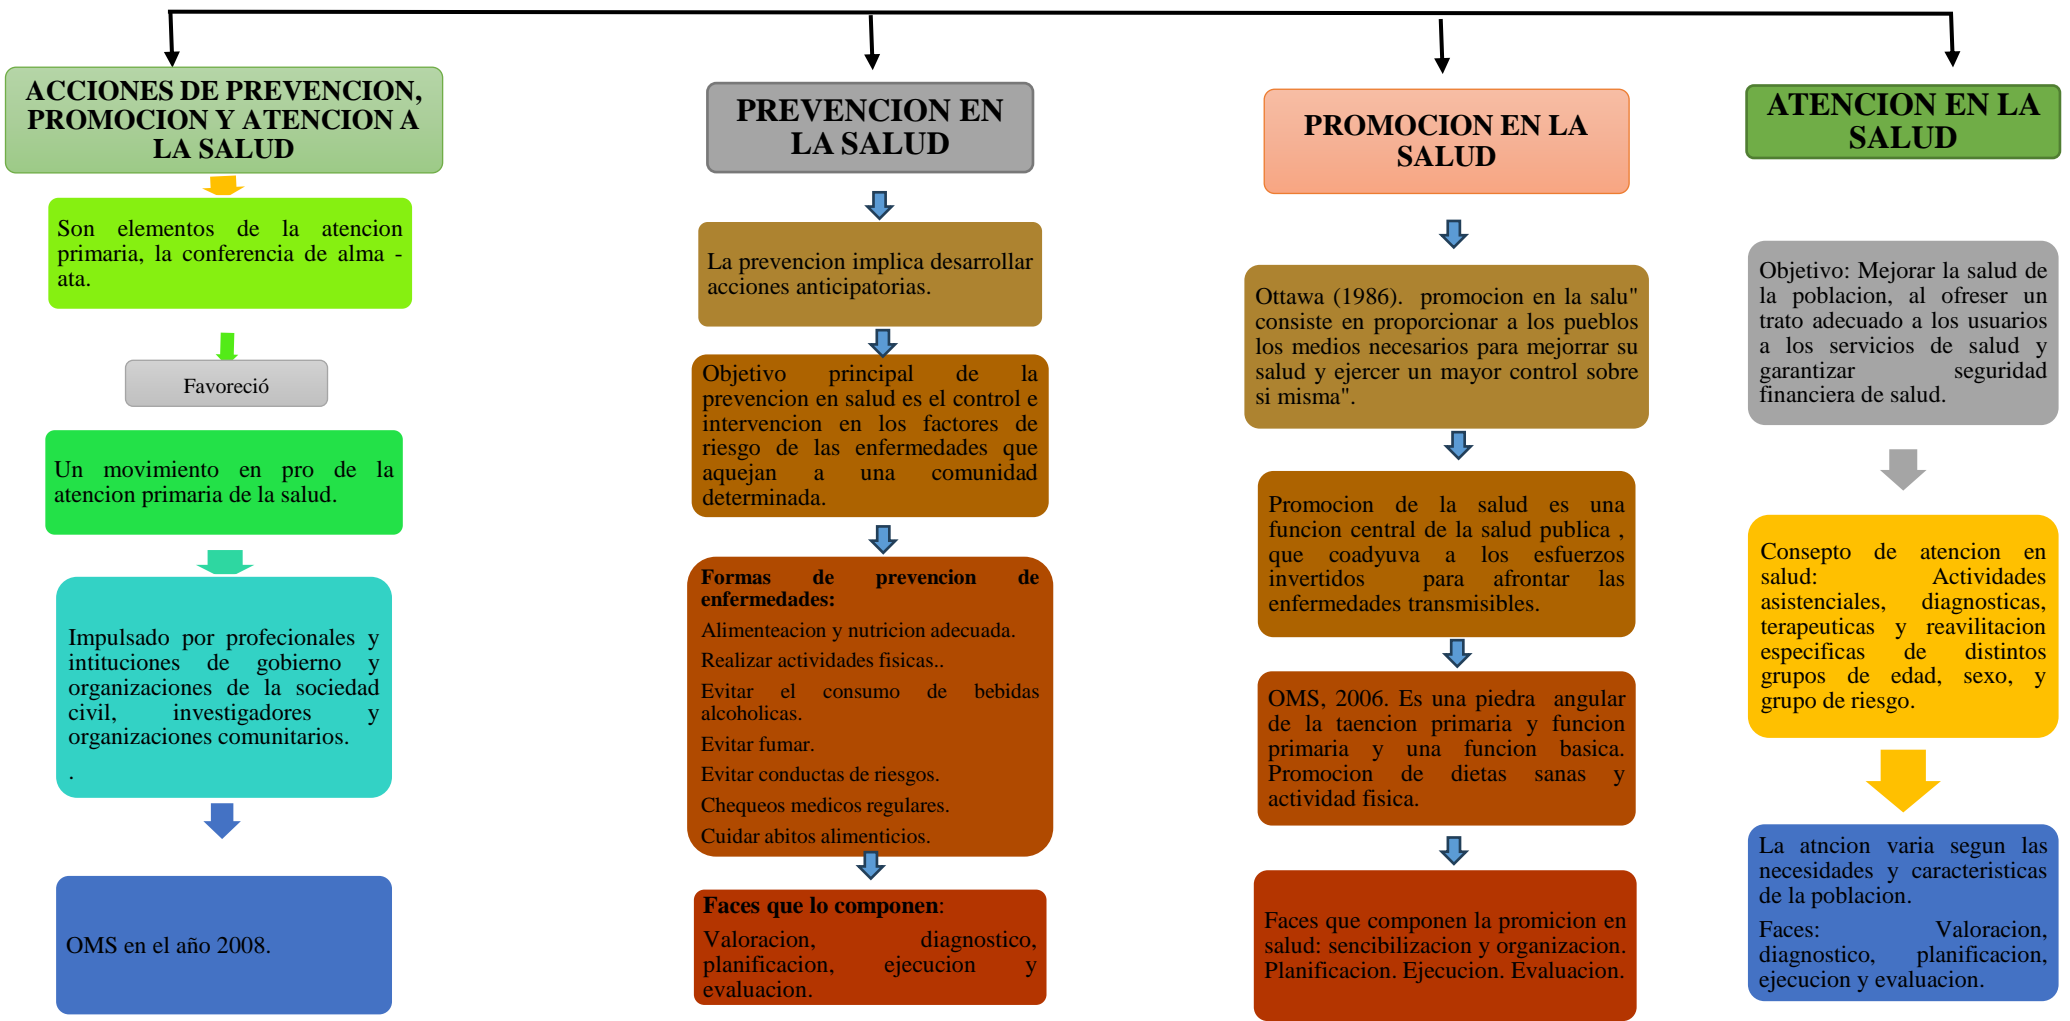 ACCIONES DE PREVENCION,
PROMOCION Y ATENCION A
LA SALUD
Son elementos de la atencion
primaria, la conferencia de alma -
ata.
Favoreció
Un movimiento en pro de la
atencion primaria de la salud.
Impulsado por profecionales y
intituciones de gobierno y
organizaciones de la sociedad
civil, investigadores y
organizaciones comunitarios.
.
OMS en el año 2008.
PREVENCION EN
LA SALUD
La prevencion implica desarrollar
acciones anticipatorias.
Objetivo principal de la
prevencion en salud es el control e
intervencion en los factores de
riesgo de las enfermedades que
aquejan a una comunidad
determinada.
Formas de prevencion de
enfermedades:
Alimenteacion y nutricion adecuada.
Realizar actividades fisicas..
Evitar el consumo de bebidas
alcoholicas.
Evitar fumar.
Evitar conductas de riesgos.
Chequeos medicos regulares.
Cuidar abitos alimenticios.
Faces que lo componen:
Valoracion, diagnostico,
planificacion, ejecucion y
evaluacion.
PROMOCION EN LA
SALUD
Ottawa (1986). promocion en la salu"
consiste en proporcionar a los pueblos
los medios necesarios para mejorrar su
salud y ejercer un mayor control sobre
si misma".
Promocion de la salud es una
funcion central de la salud publica ,
que coadyuva a los esfuerzos
invertidos para afrontar las
enfermedades transmisibles.
OMS, 2006. Es una piedra angular
de la taencion primaria y funcion
primaria y una funcion basica.
Promocion de dietas sanas y
actividad fisica.
Faces que componen la promicion en
salud: sencibilizacion y organizacion.
Planificacion. Ejecucion. Evaluacion.
ATENCION EN LA
SALUD
Objetivo: Mejorar la salud de
la poblacion, al ofreser un
trato adecuado a los usuarios
a los servicios de salud y
garantizar seguridad
financiera de salud.
Consepto de atencion en
salud: Actividades
asistenciales, diagnosticas,
terapeuticas y reavilitacion
especificas de distintos
grupos de edad, sexo, y
grupo de riesgo.
La atncion varia segun las
necesidades y caracteristicas
de la poblacion.
Faces: Valoracion,
diagnostico, planificacion,
ejecucion y evaluacion.